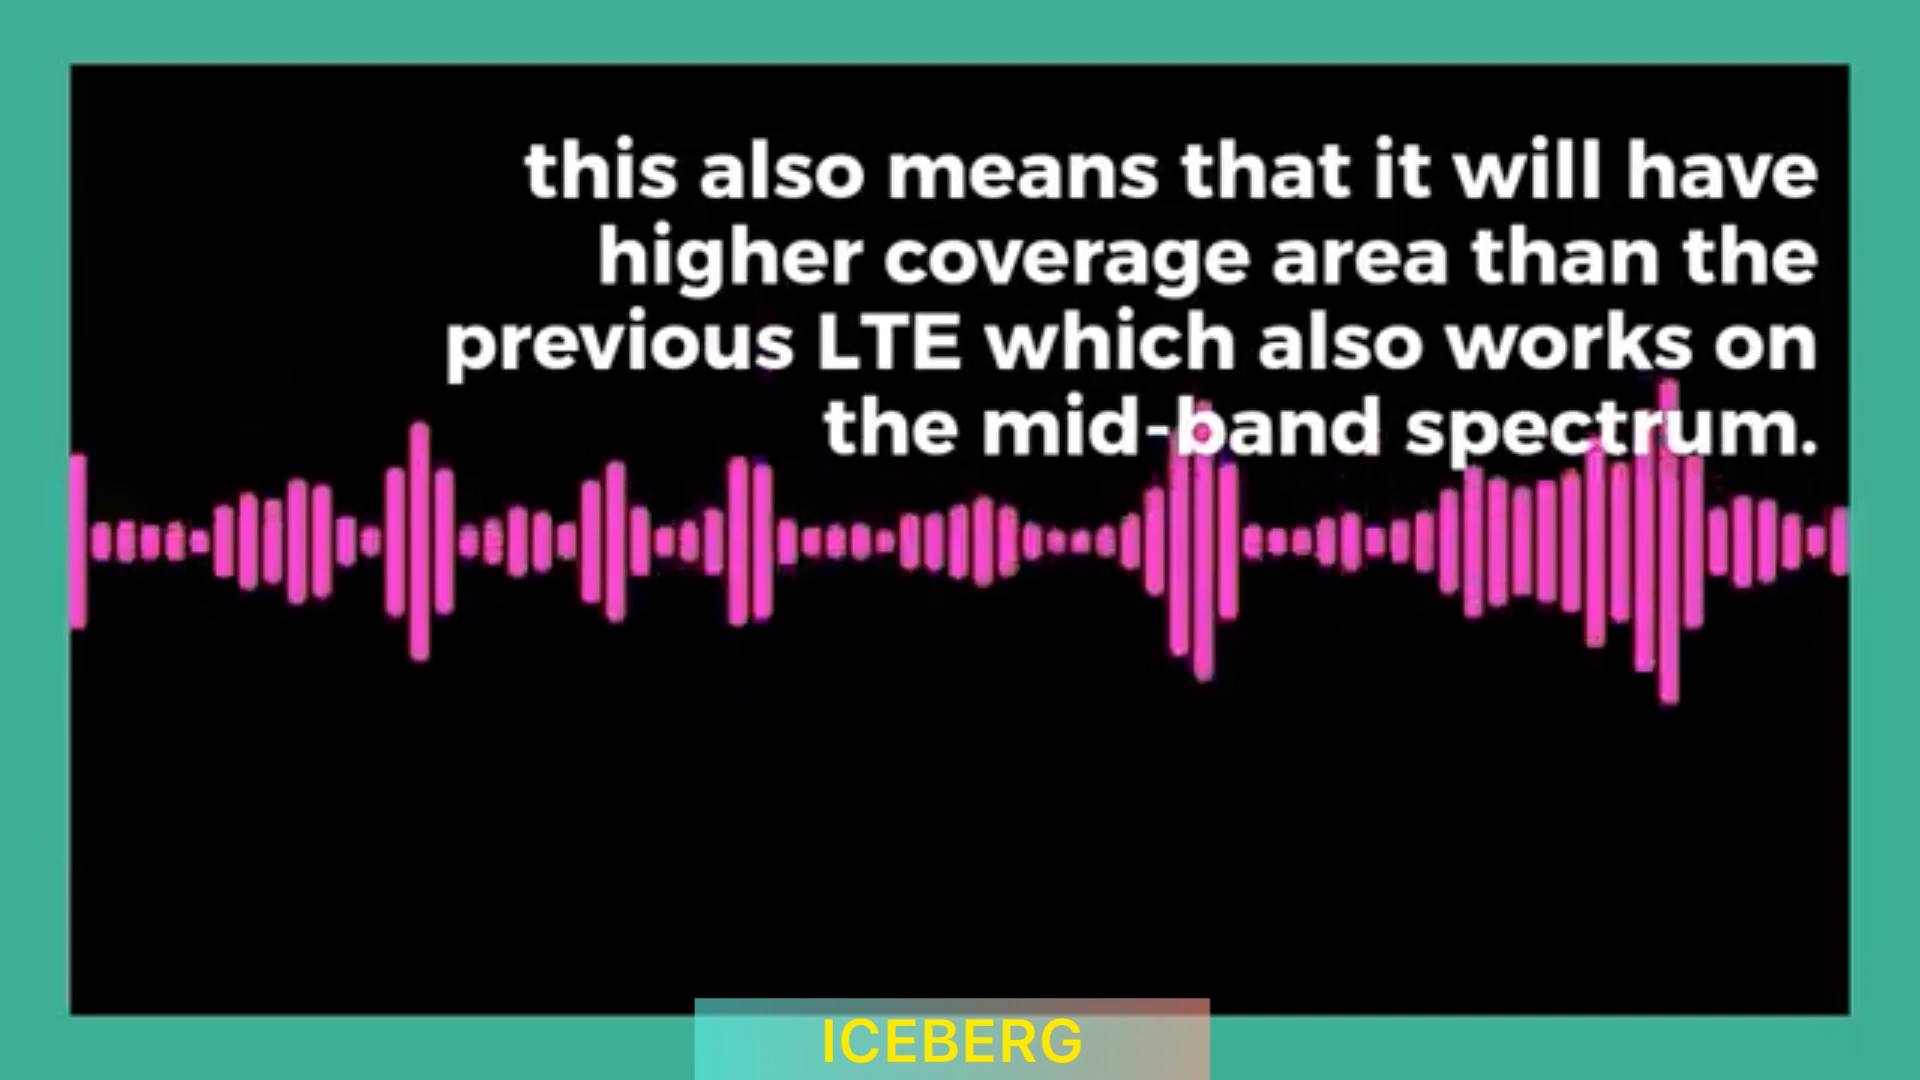 this also means that it will have
higher coverage area than the
previous LTE which also works on
the mid-band spectrum.
ICEBERG